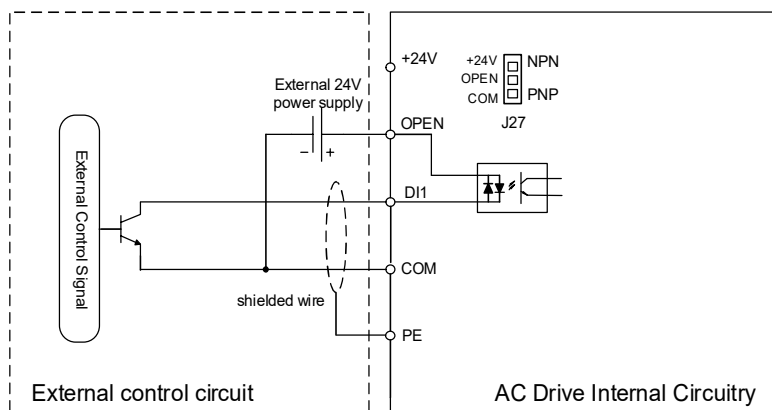 +24V
+24V
NPN
OPEN
COM
PNP
J27
External 24V
power supply
OPEN
− +
External Control Signal
DI1
COM
shielded wire
PE
External control circuit
AC Drive Internal Circuitry